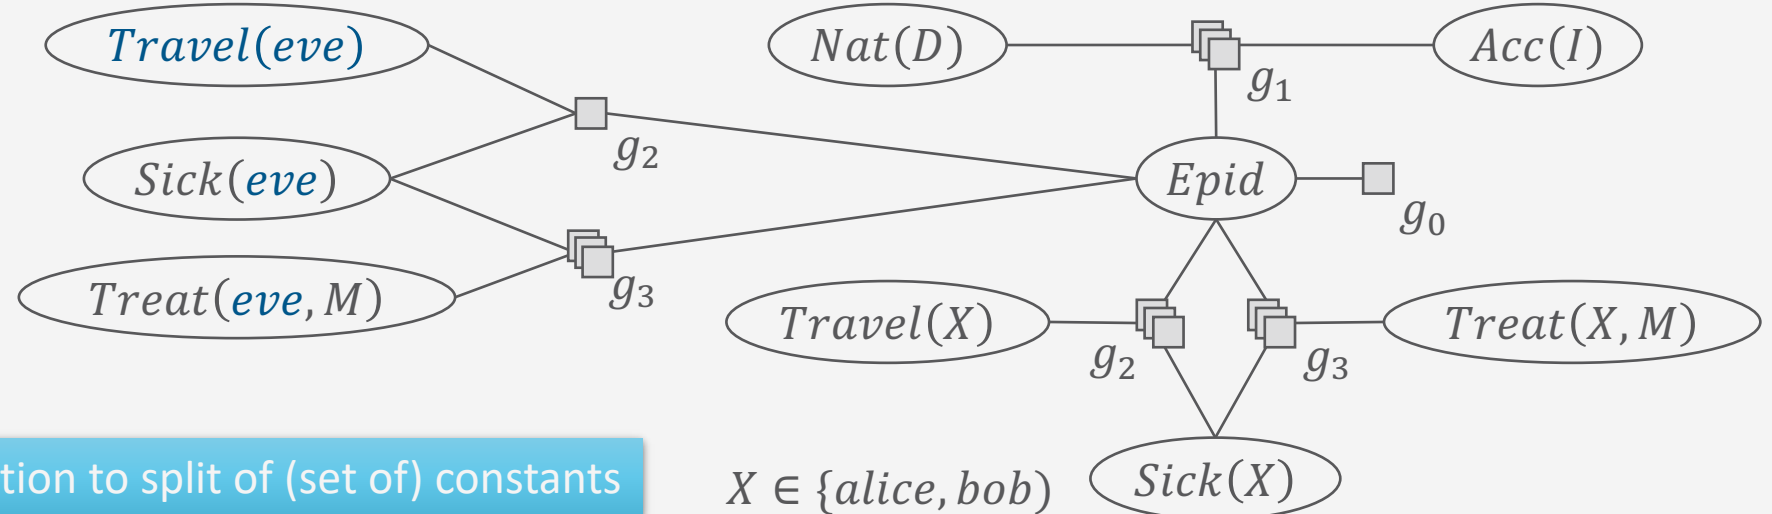 Travel(eve)
Nat(D)
Acc(I)
g₁
g₂
Sick(eve)
Epid
g₀
Treat(eve, M)
g₃
Travel(X)
g₂
g₃
Treat(X, M)
tion to split of (set of) constants
X ∈ {alice, bob)
Sick(X)